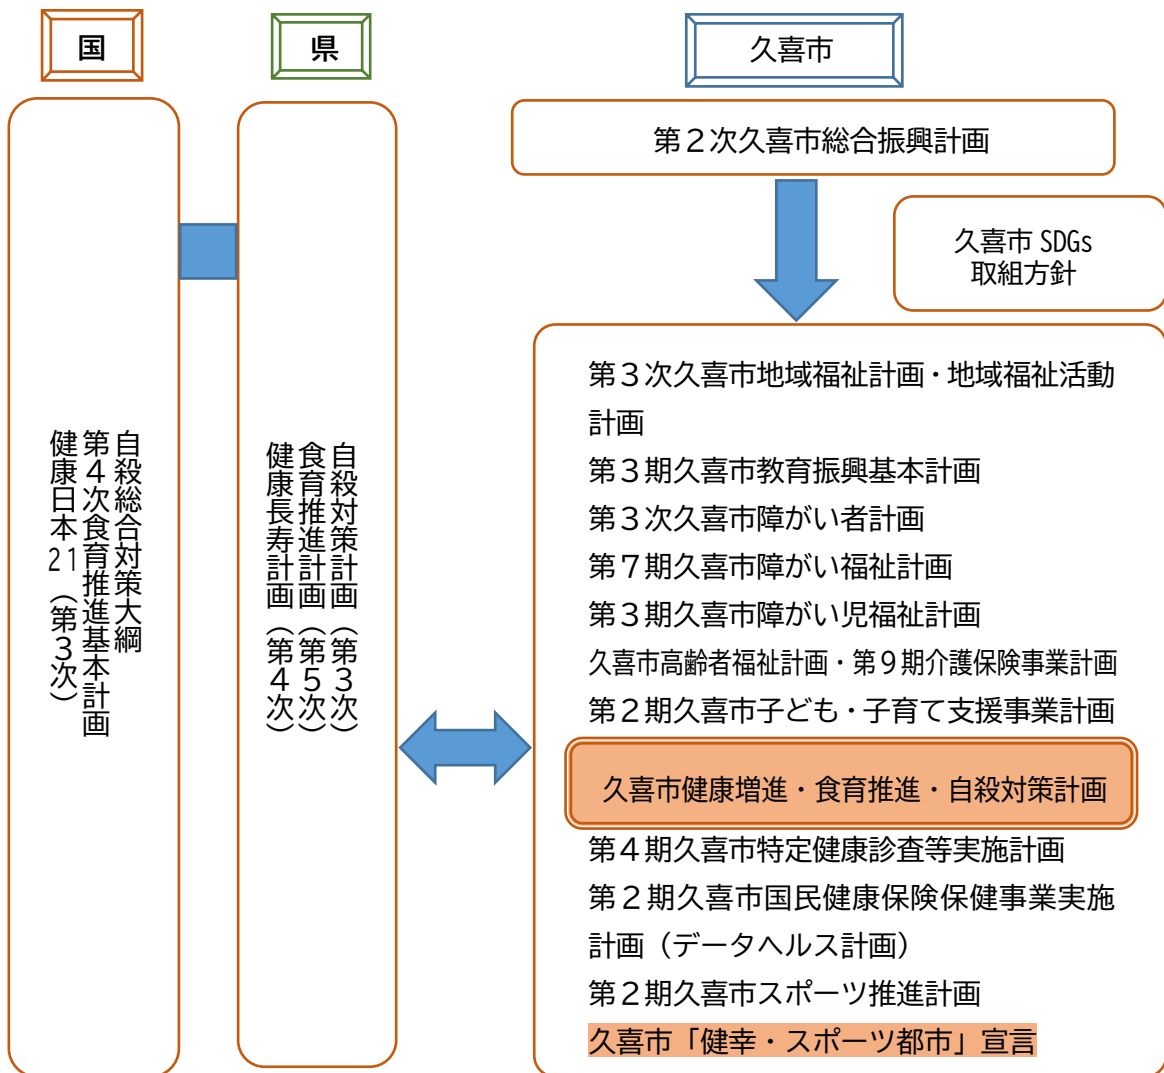 国
県
久喜市
第２次久喜市総合振興計画
久喜市 SDGs
取組方針
自殺総合対策大綱
第４次食育推進基本計画
健康日本21（第３次）
自殺対策計画（第３次）
食育推進計画（第５次）
健康長寿計画（第４次）
第３次久喜市地域福祉計画・地域福祉活動
計画
第３期久喜市教育振興基本計画
第３次久喜市障がい者計画
第７期久喜市障がい福祉計画
第３期久喜市障がい児福祉計画
久喜市高齢者福祉計画・第９期介護保険事業計画
第２期久喜市子ども・子育て支援事業計画
久喜市健康増進・食育推進・自殺対策計画
第４期久喜市特定健康診査等実施計画
第２期久喜市国民健康保険保健事業実施
計画（データヘルス計画）
第２期久喜市スポーツ推進計画
久喜市「健幸・スポーツ都市」宣言